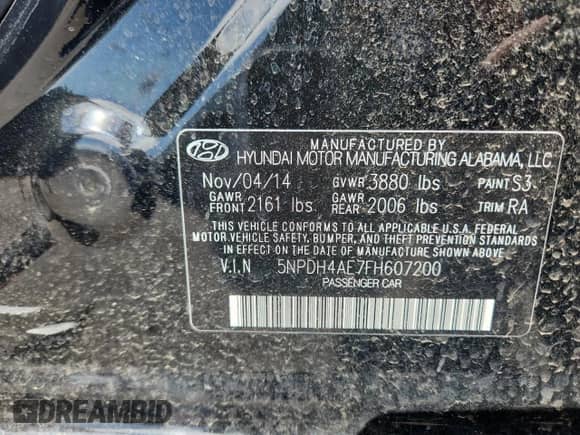 MANUFACTURED BY
HYUNDAI MOTOR MANUFACTURING ALABAMA, LLC
Nov/04/14 GVWR 3880 lbs PAINT S3
GAWR FRONT 2161 lbs. GAWR REAR 2006 lbs TRIM RA
THIS VEHICLE CONFORMS TO ALL APPLICABLE U.S.A. FEDERAL
MOTOR VEHICLE SAFETY, BUMPER, AND THEFT PREVENTION
STANDARDS IN EFFECT ON THE DATE OF
MANUFACTURE SHOWN ABOVE
V.I.N 5NPDH4AE7FH607200
PASSENGER CAR
DREAMBID